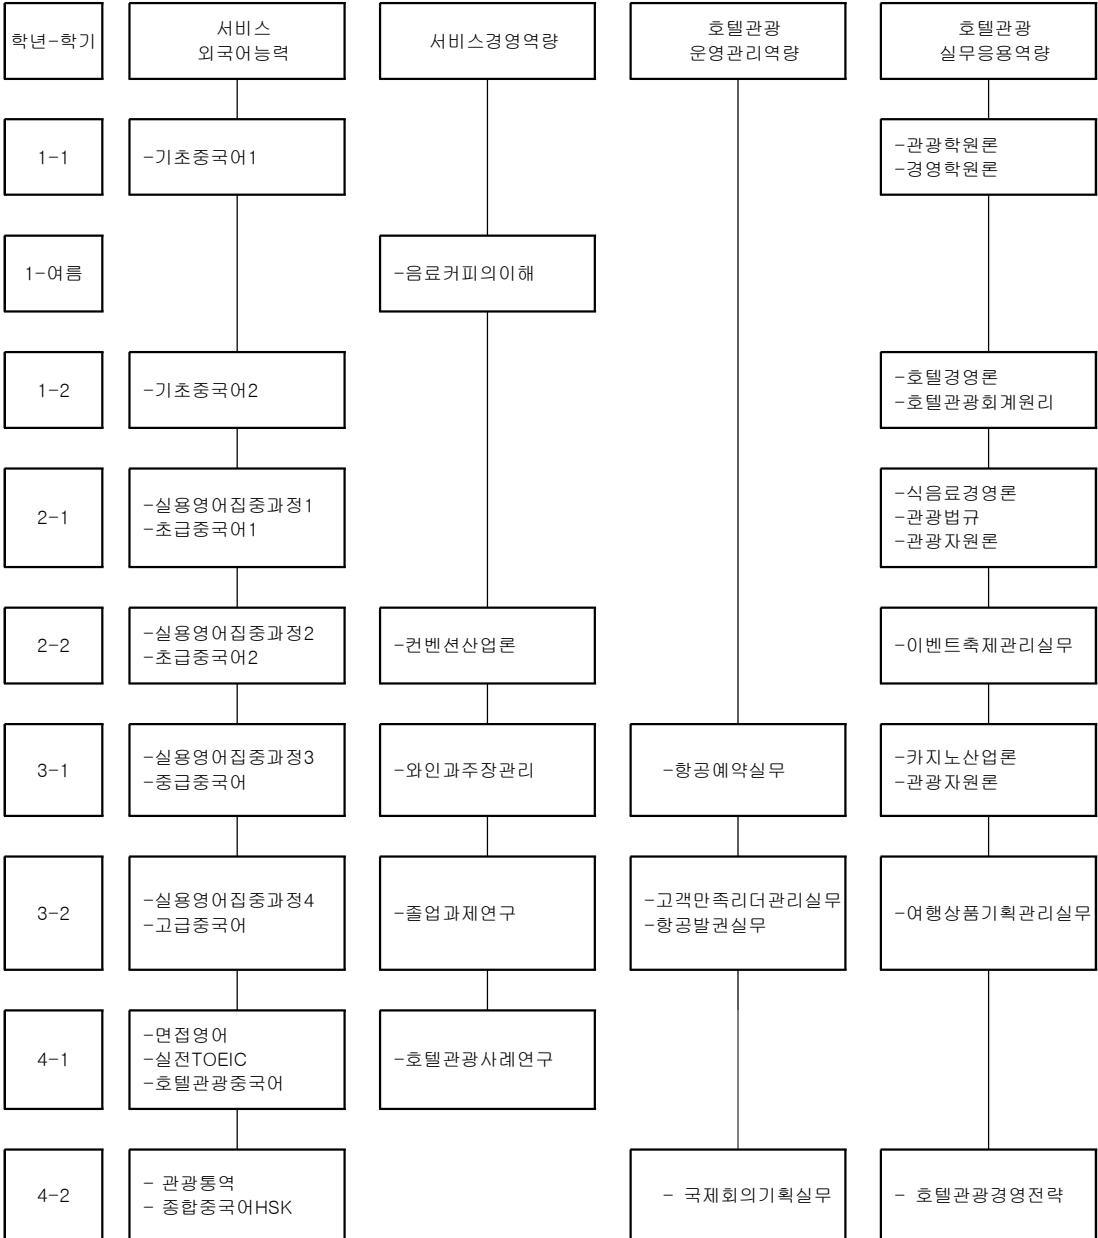 학년-학기
서비스
외국어능력
서비스경영역량
호텔관광
운영관리역량
호텔관광
실무응용역량
1-1
-기초중국어1
-관광학원론
-경영학원론
1-여름
-음료커피의이해
1-2
-기초중국어2
-호텔경영론
-호텔관광회계원리
2-1
-실용영어집중과정1
-초급중국어1
-식음료경영론
-관광법규
-관광자원론
2-2
-실용영어집중과정2
-초급중국어2
-컨벤션산업론
-이벤트축제관리실무
3-1
-실용영어집중과정3
-중급중국어
-와인과주장관리
-항공예약실무
-카지노산업론
-관광자원론
3-2
-실용영어집중과정4
-고급중국어
-졸업과제연구
-고객만족리더관리실무
-항공발권실무
-여행상품기획관리실무
4-1
-면접영어
-실전TOEIC
-호텔관광중국어
-호텔관광사례연구
4-2
- 관광통역
- 종합중국어HSK
- 국제회의기획실무
- 호텔관광경영전략